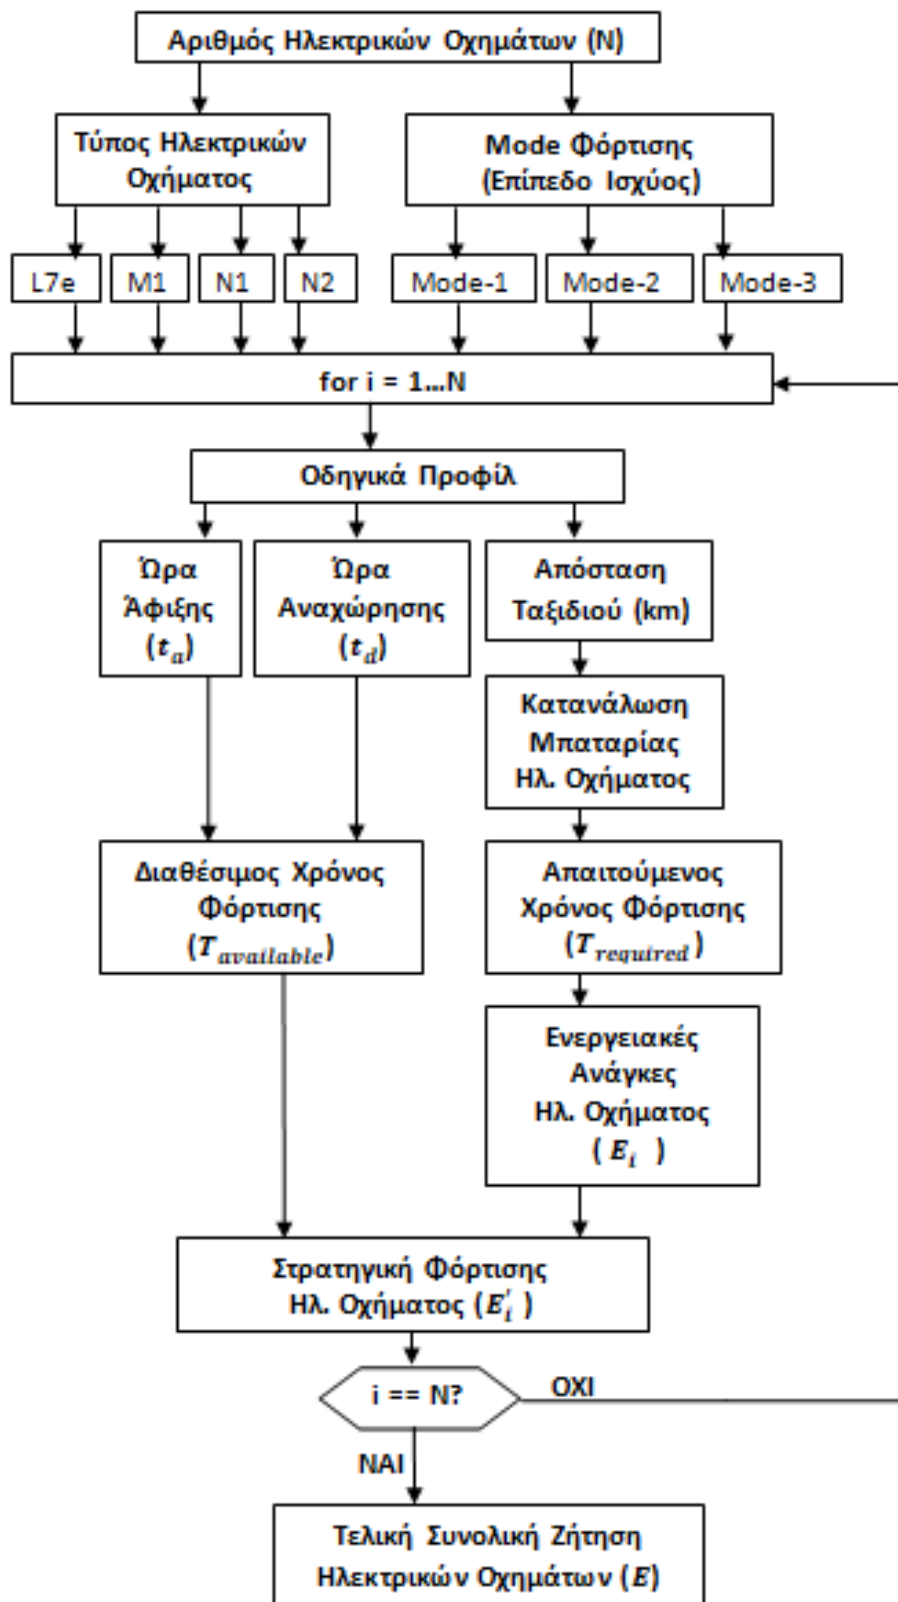 Αριθμός Ηλεκτρικών Οχημάτων (N)
Τύπος Ηλεκτρικών
Οχήματος
Mode Φόρτισης
(Επίπεδο Ισχύος)
L7e
M1
N1
N2
Mode-1
Mode-2
Mode-3
for i = 1...N
Οδηγικά Προφίλ
Ώρα
Άφιξης
(t_a)
Ώρα
Αναχώρησης
(t_d)
Απόσταση
Ταξιδιού (km)
Κατανάλωση
Μπαταρίας
Ηλ. Οχήματος
Διαθέσιμος Χρόνος
Φόρτισης
(T_available)
Απαιτούμενος
Χρόνος Φόρτισης
(T_required)
Ενεργειακές
Ανάγκες
Ηλ. Οχήματος
( E_i )
Στρατηγική Φόρτισης
Ηλ. Οχήματος (E_i' )
i == N?
ΟΧΙ
ΝΑΙ
Τελική Συνολική Ζήτηση
Ηλεκτρικών Οχημάτων (E)